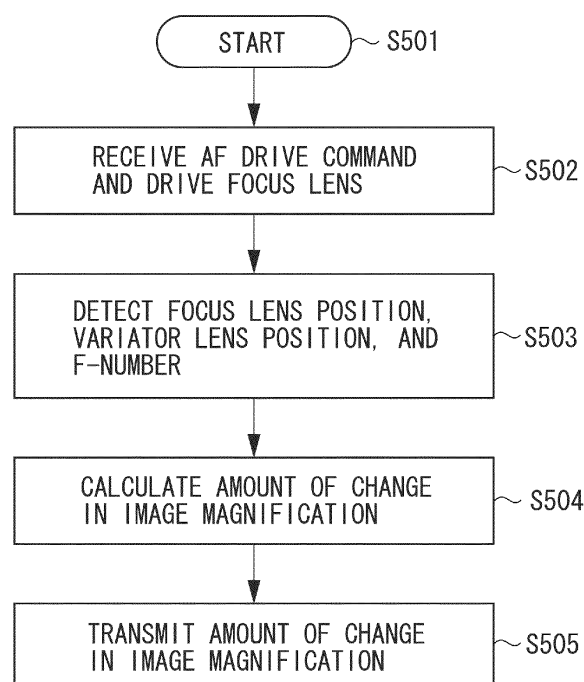 START
S501
RECEIVE AF DRIVE COMMAND
AND DRIVE FOCUS LENS
S502
DETECT FOCUS LENS POSITION,
VARIATOR LENS POSITION, AND
F-NUMBER
S503
CALCULATE AMOUNT OF CHANGE
IN IMAGE MAGNIFICATION
S504
TRANSMIT AMOUNT OF CHANGE
IN IMAGE MAGNIFICATION
S505